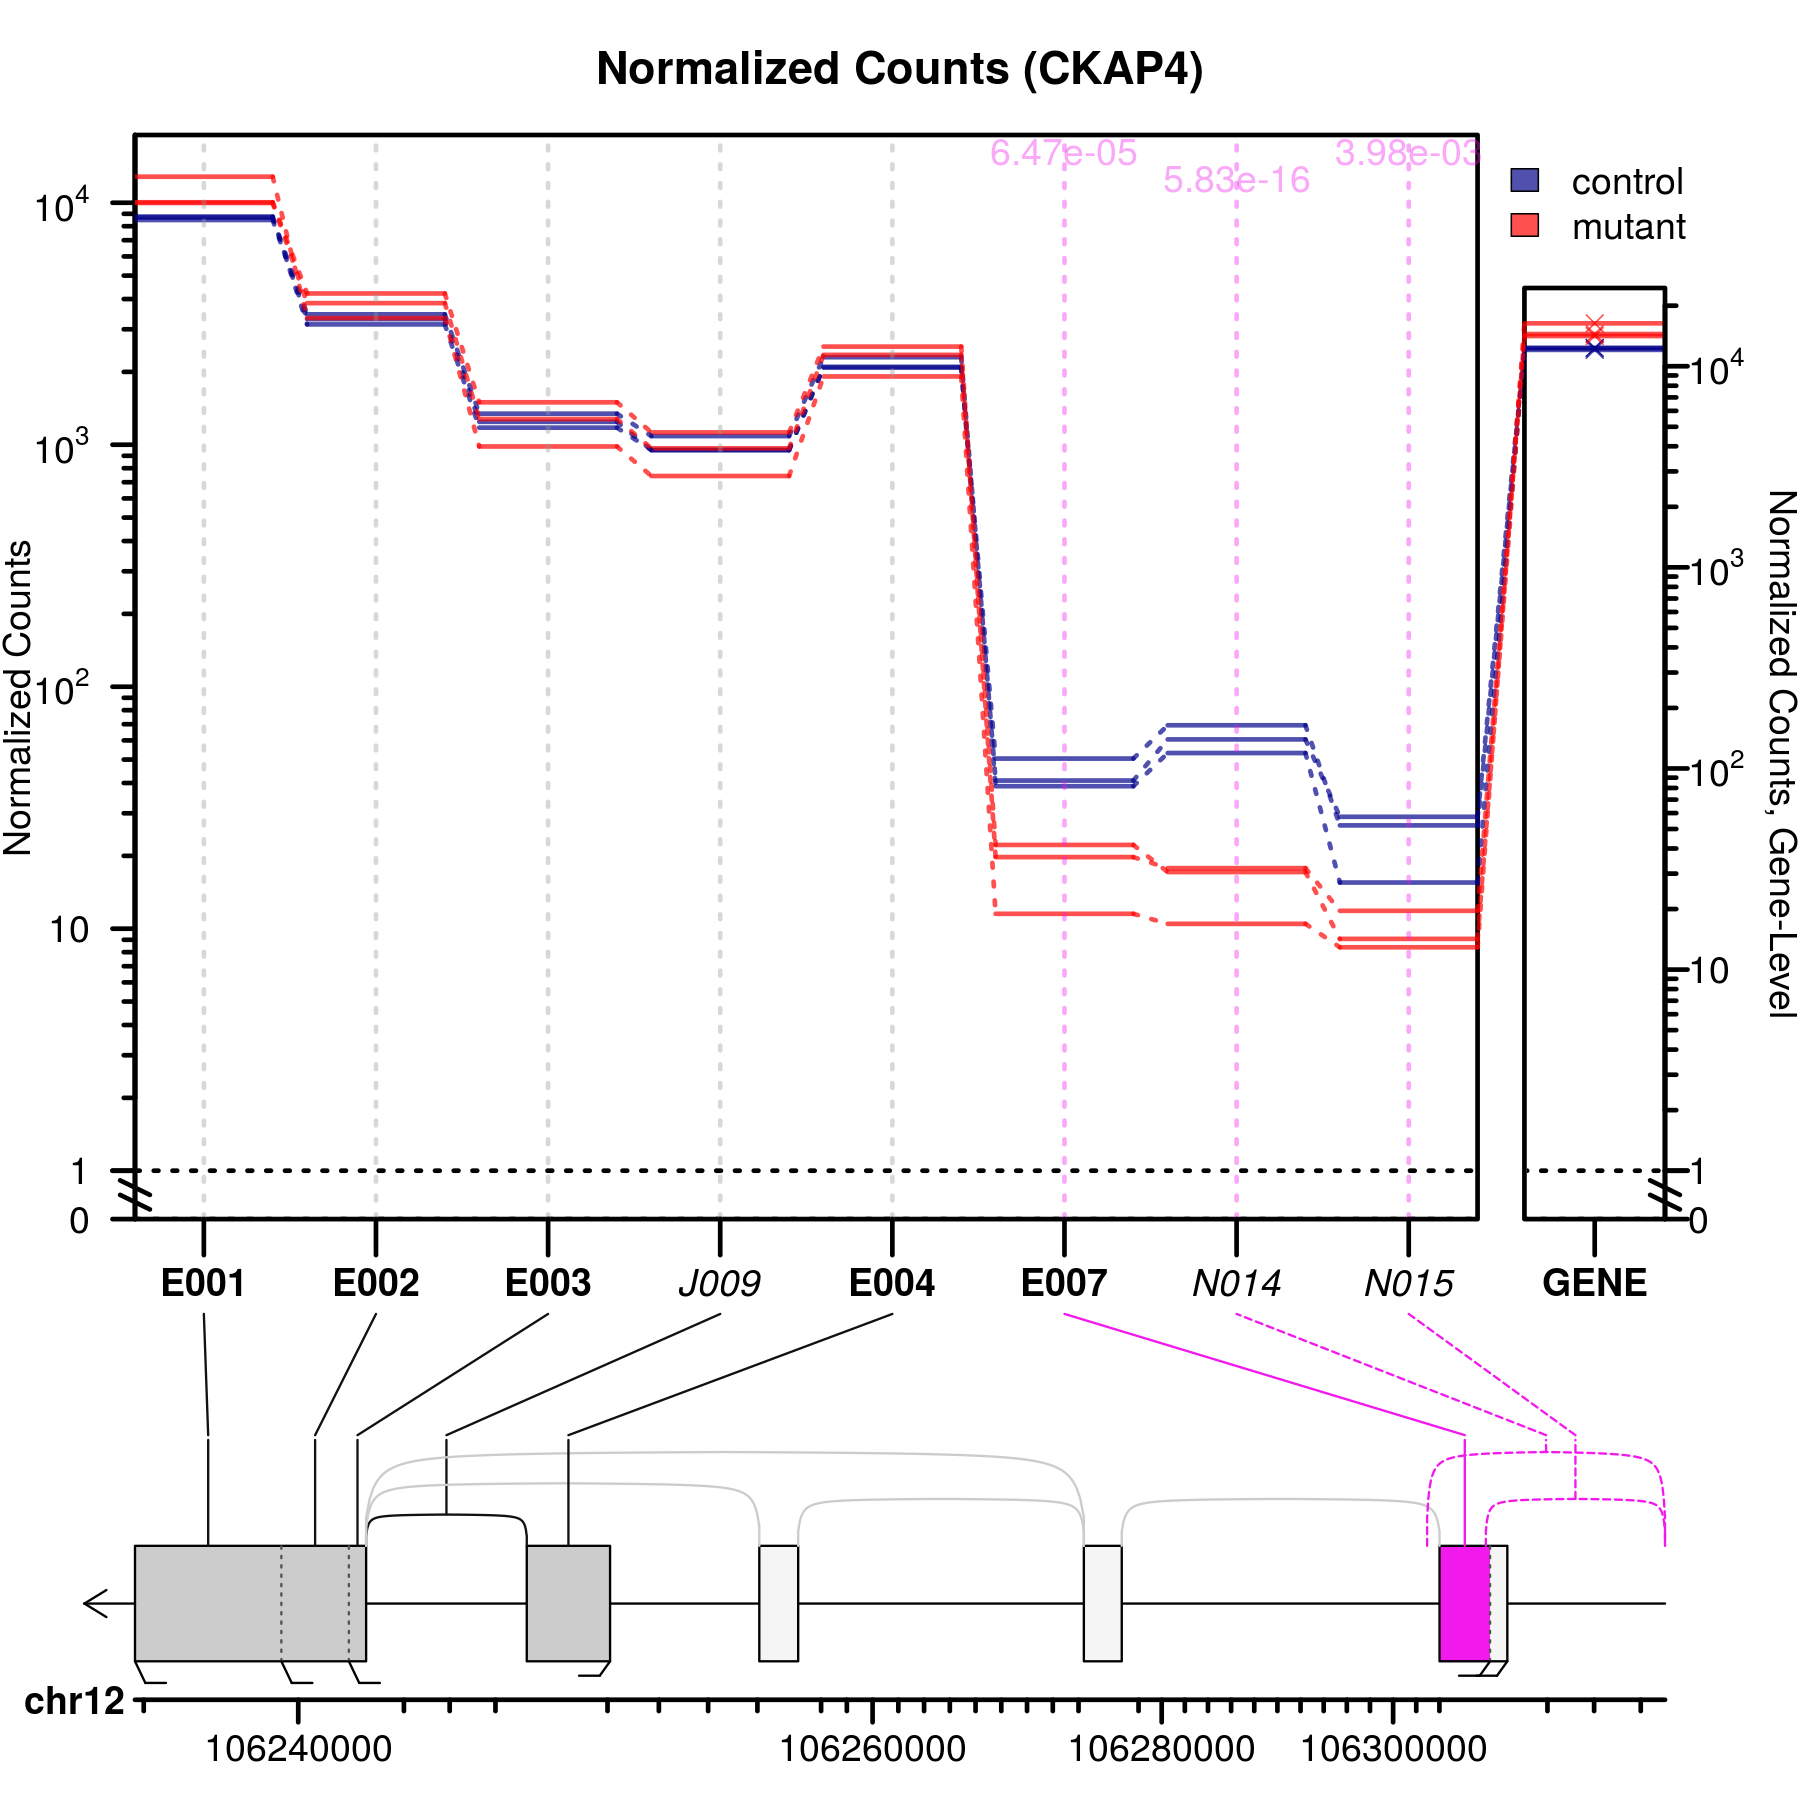 Normalized Counts (CKAP4)
6.47e-05
5.83e-16
3.98e-03
control
mutant
Normalized Counts
10^4
10^3
10^2
10
1
0
10^4
10^3
10^2
10
1
0
Normalized Counts, Gene-Level
E001 E002 E003 J009 E004 E007 N014 N015 GENE
chr12
106240000 106260000 106280000 106300000